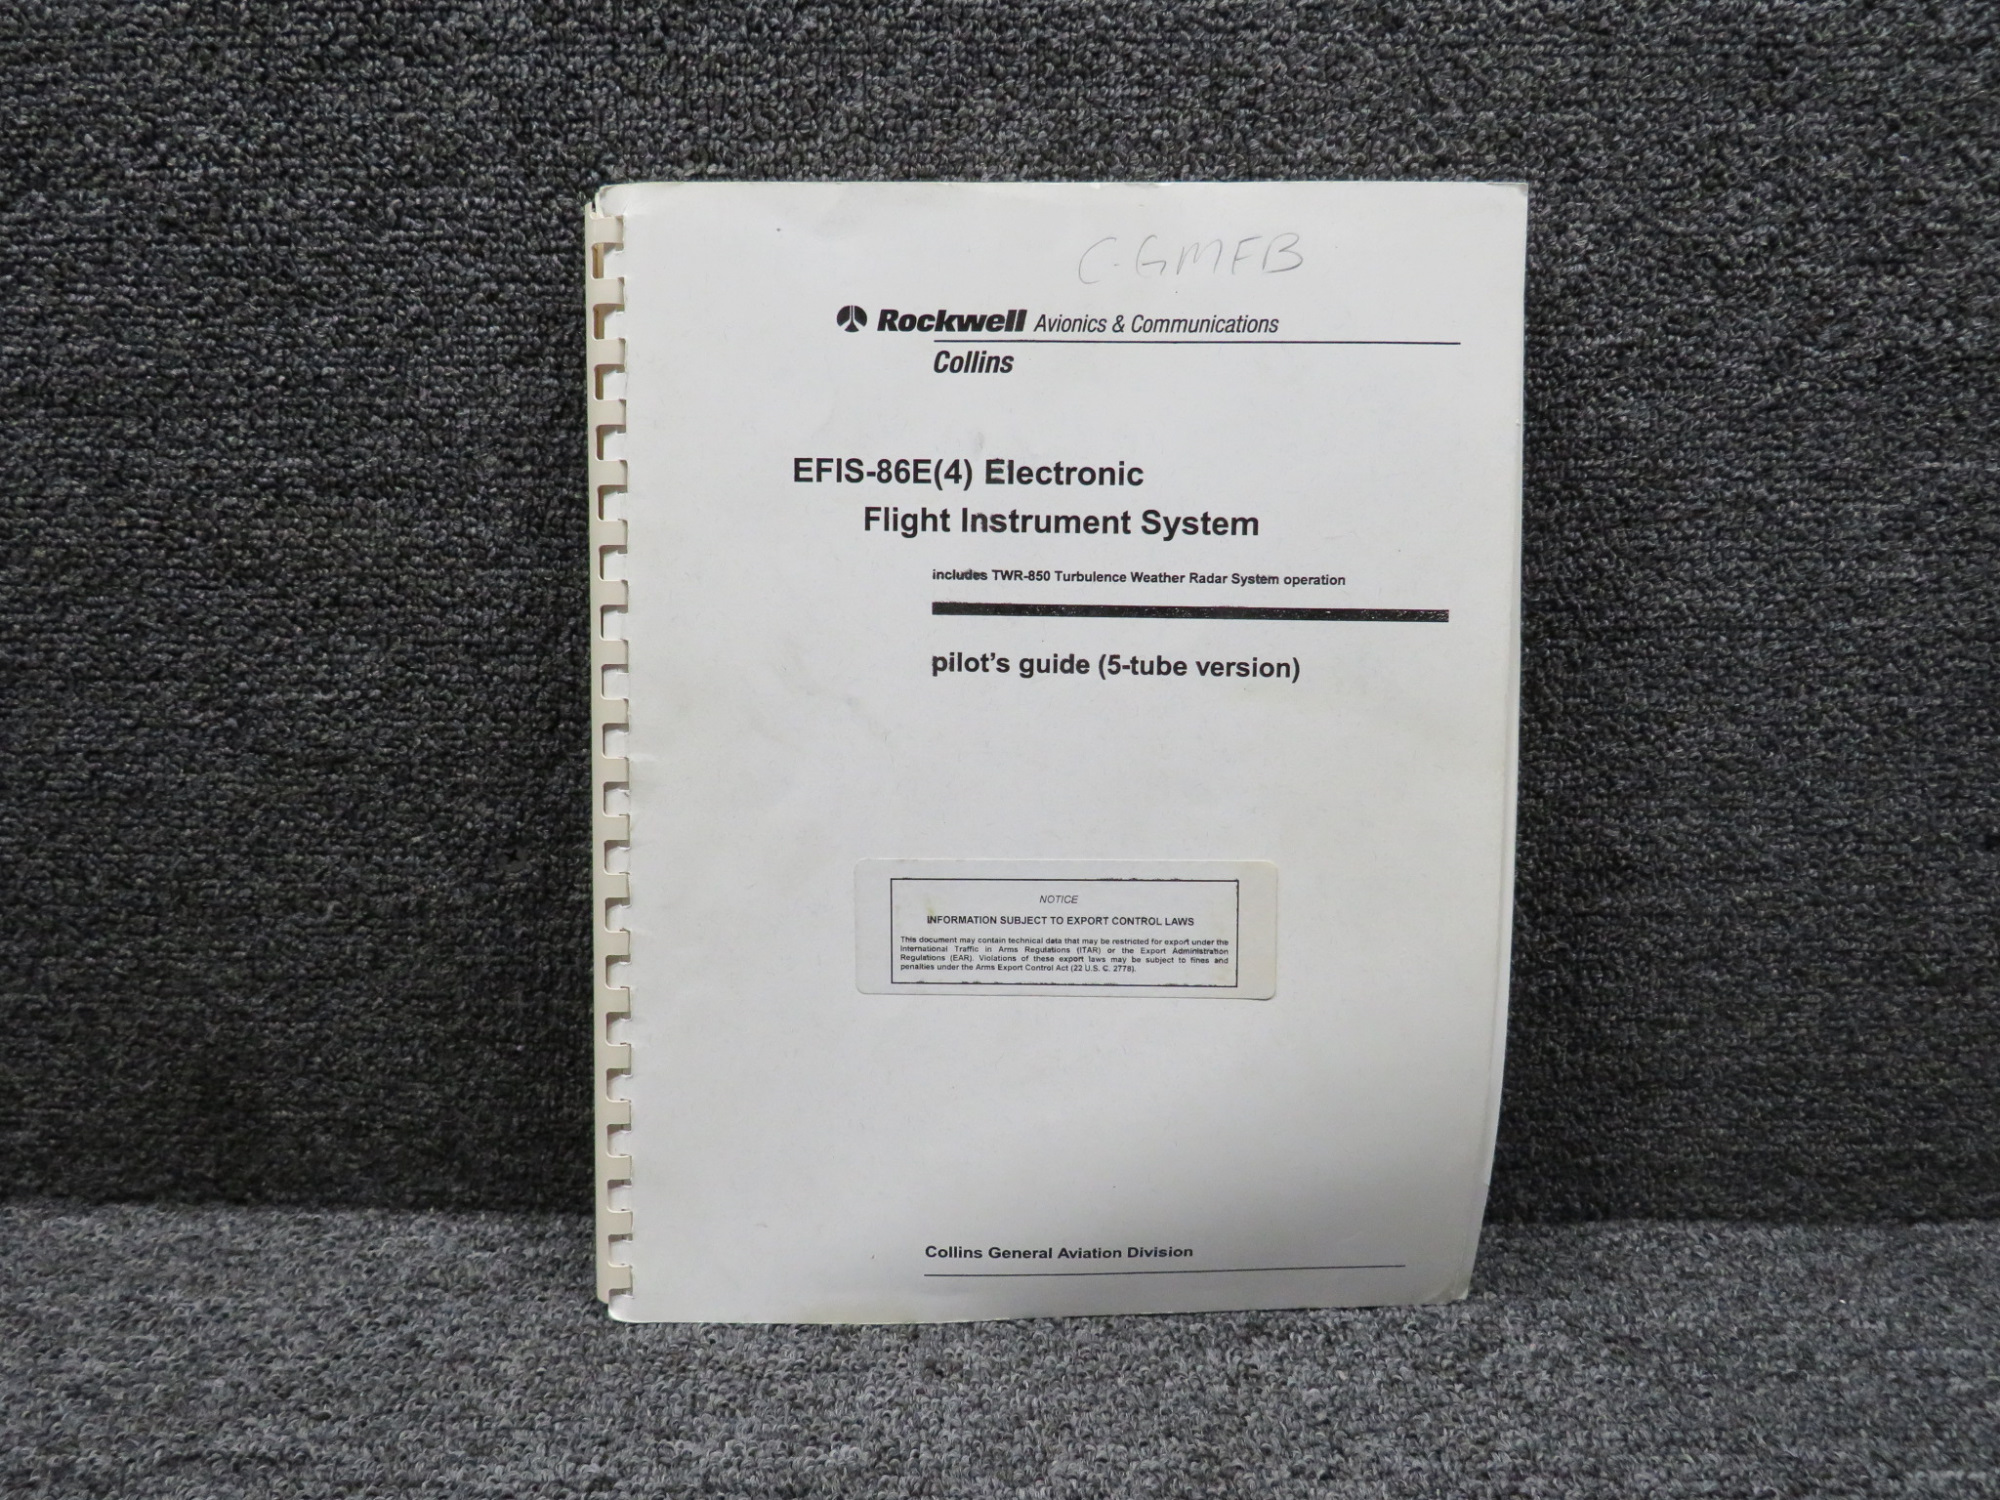 C-GMFB
Rockwell Avionics & Communications
Collins
EFIS-86E(4) Electronic
Flight Instrument System
includes TWR-850 Turbulence Weather Radar System operation
pilot's guide (5-tube version)
NOTICE
INFORMATION SUBJECT TO EXPORT CONTROL LAWS
This document may contain technical data that may be restricted for export under the
International Traffic in Arms Regulations (ITAR) or the Export Administration
Regulations (EAR). Violations of these export laws may be subject to fines and
penalties under the Arms Export Control Act (22 U.S. C. 2778).
Collins General Aviation Division